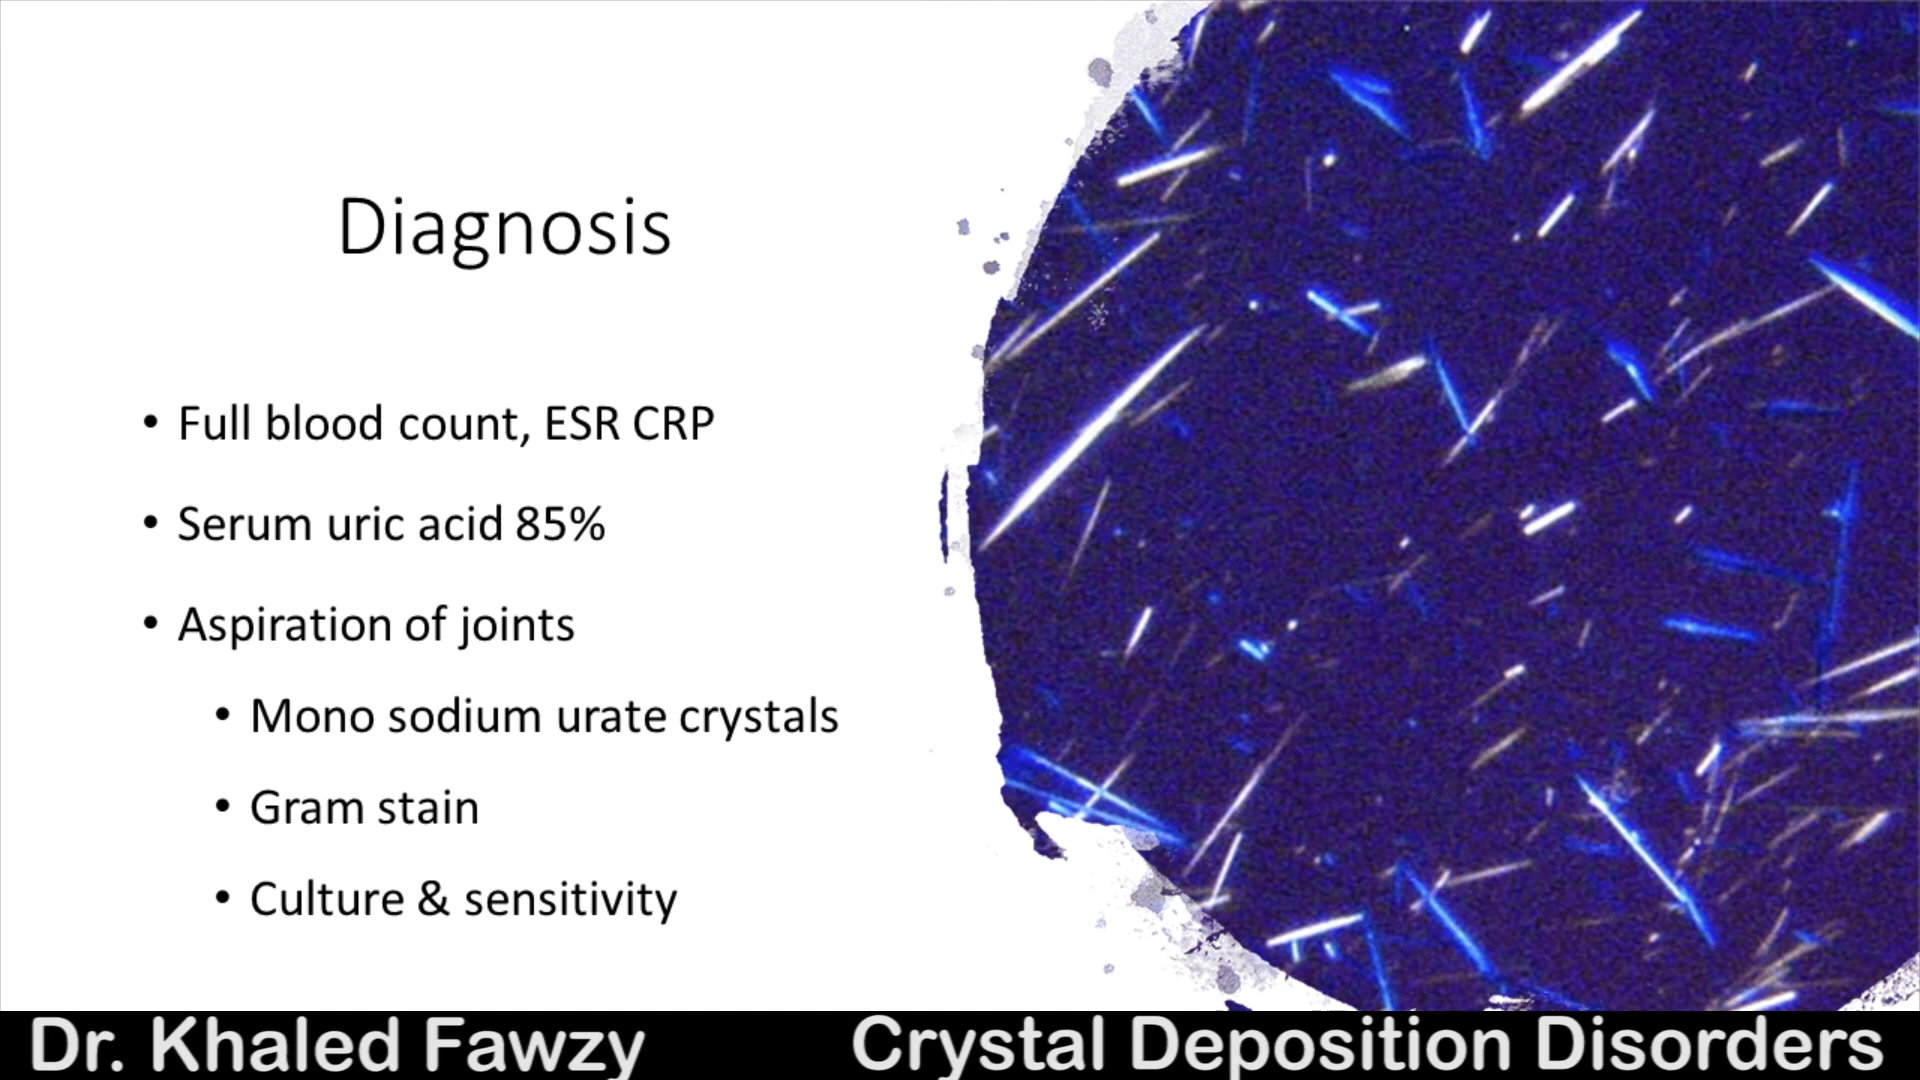 Diagnosis
• Full blood count, ESR CRP
• Serum uric acid 85%
• Aspiration of joints
• Mono sodium urate crystals
• Gram stain
• Culture & sensitivity
Dr. Khaled Fawzy
Crystal Deposition Disorders